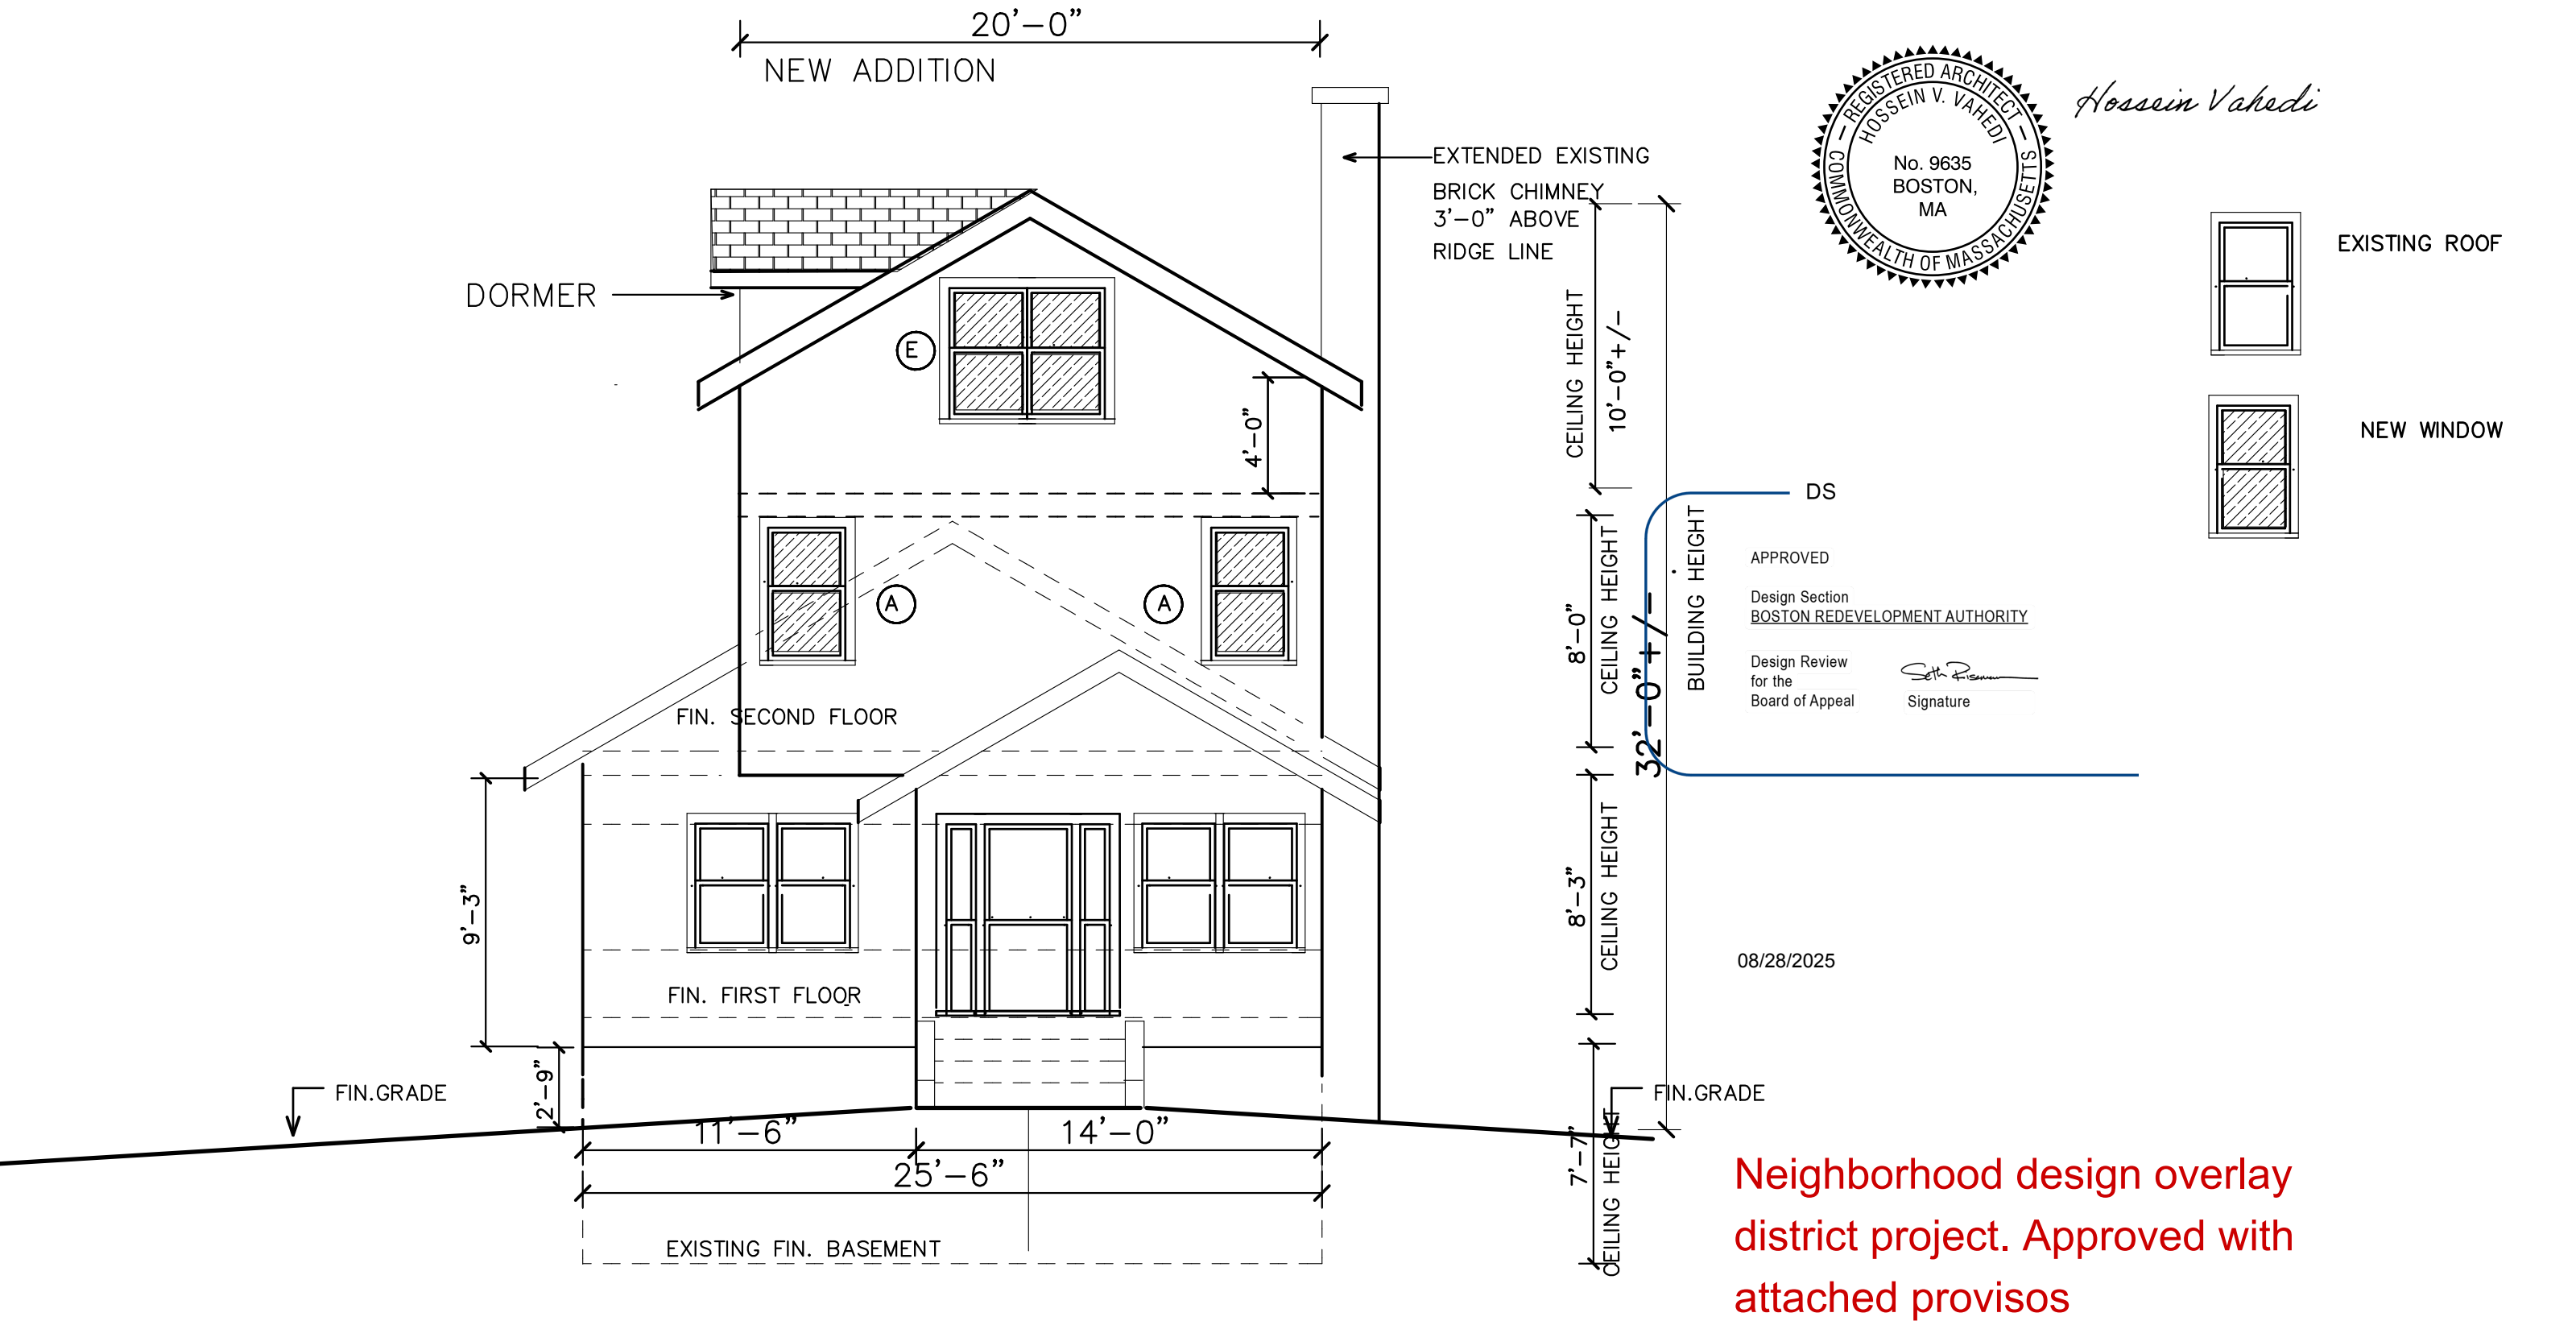 20'-0"
NEW ADDITION
REGISTERED ARCHITECT
HOSSEIN V. VAHEDI
No. 9635
BOSTON,
MA
COMMONWEALTH OF MASSACHUSETTS
Hossein Vahedi
EXTENDED EXISTING
BRICK CHIMNEY
3'-0" ABOVE
RIDGE LINE
EXISTING ROOF
DORMER
E
CEILING HEIGHT
10'-0"+/-
4'-0"
NEW WINDOW
DS
APPROVED
Design Section
BOSTON REDEVELOPMENT AUTHORITY
Design Review
for the
Board of Appeal
Seth Riseman
Signature
A
A
8'-0"
CEILING HEIGHT
32'-0"+/-
BUILDING HEIGHT
FIN. SECOND FLOOR
9'-3"
8'-3"
CEILING HEIGHT
08/28/2025
FIN. FIRST FLOOR
2'-9"
FIN.GRADE
FIN.GRADE
11'-6"
14'-0"
25'-6"
7'-7"
CEILING HEIGHT
EXISTING FIN. BASEMENT
Neighborhood design overlay
district project. Approved with
attached provisos